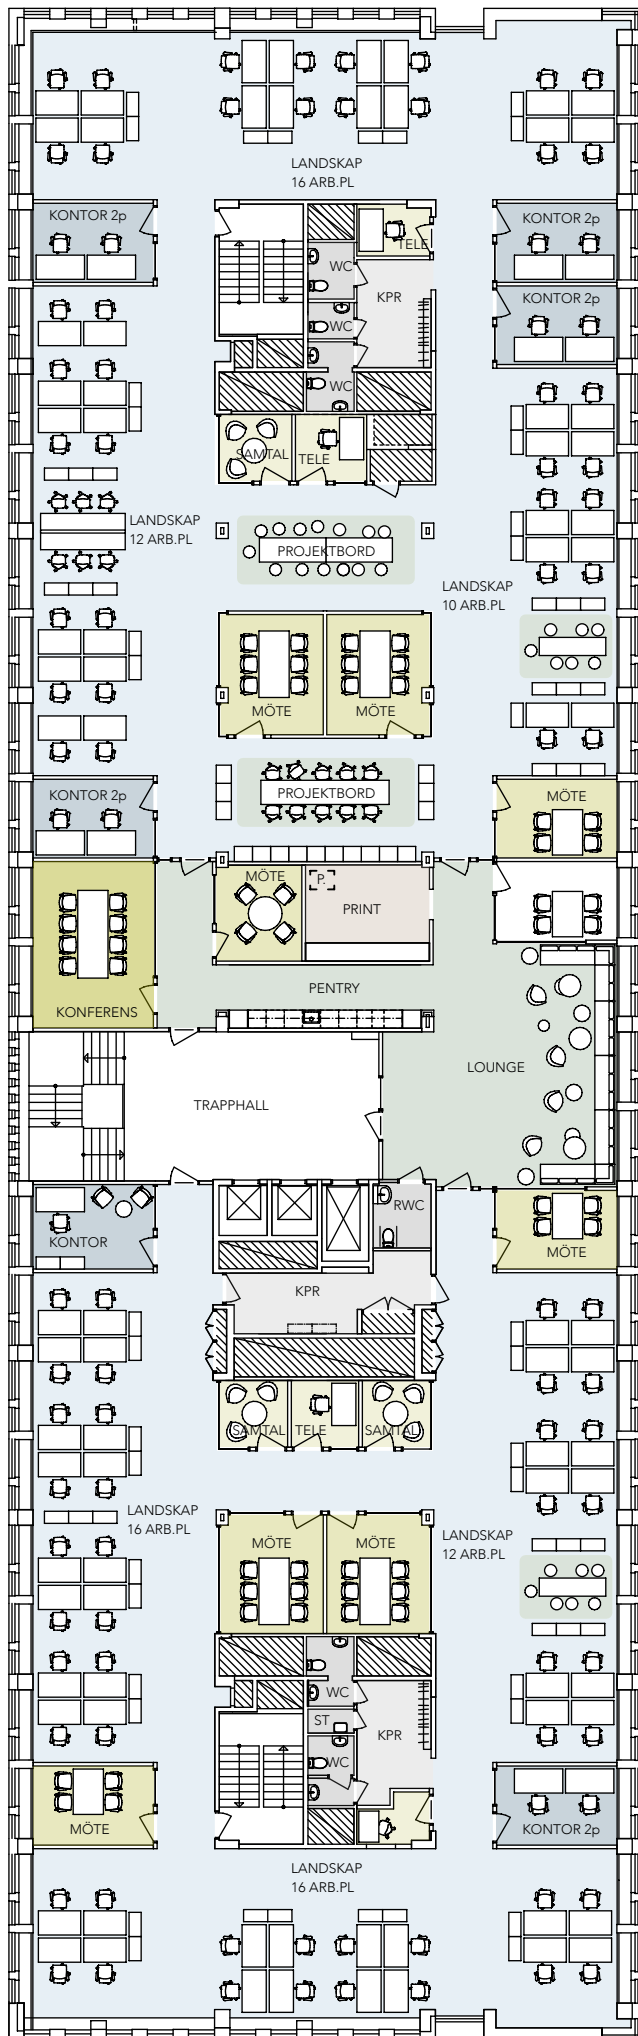 LANDSKAP
16 ARB.PL
KONTOR 2p
TELE
KONTOR 2p
WC
KPR
KONTOR 2p
WC
WC
SAMTAL
TELE
LANDSKAP
12 ARB.PL
PROJEKTBORD
LANDSKAP
10 ARB.PL
MÖTE
MÖTE
KONTOR 2p
PROJEKTBORD
MÖTE
MÖTE
P
PRINT
KONFERENS
PENTRY
LOUNGE
TRAPPHALL
KONTOR
RWC
MÖTE
KPR
SAMTAL
TELE
SAMTAL
LANDSKAP
16 ARB.PL
MÖTE
MÖTE
LANDSKAP
12 ARB.PL
WC
ST
KPR
WC
MÖTE
KONTOR 2p
LANDSKAP
16 ARB.PL